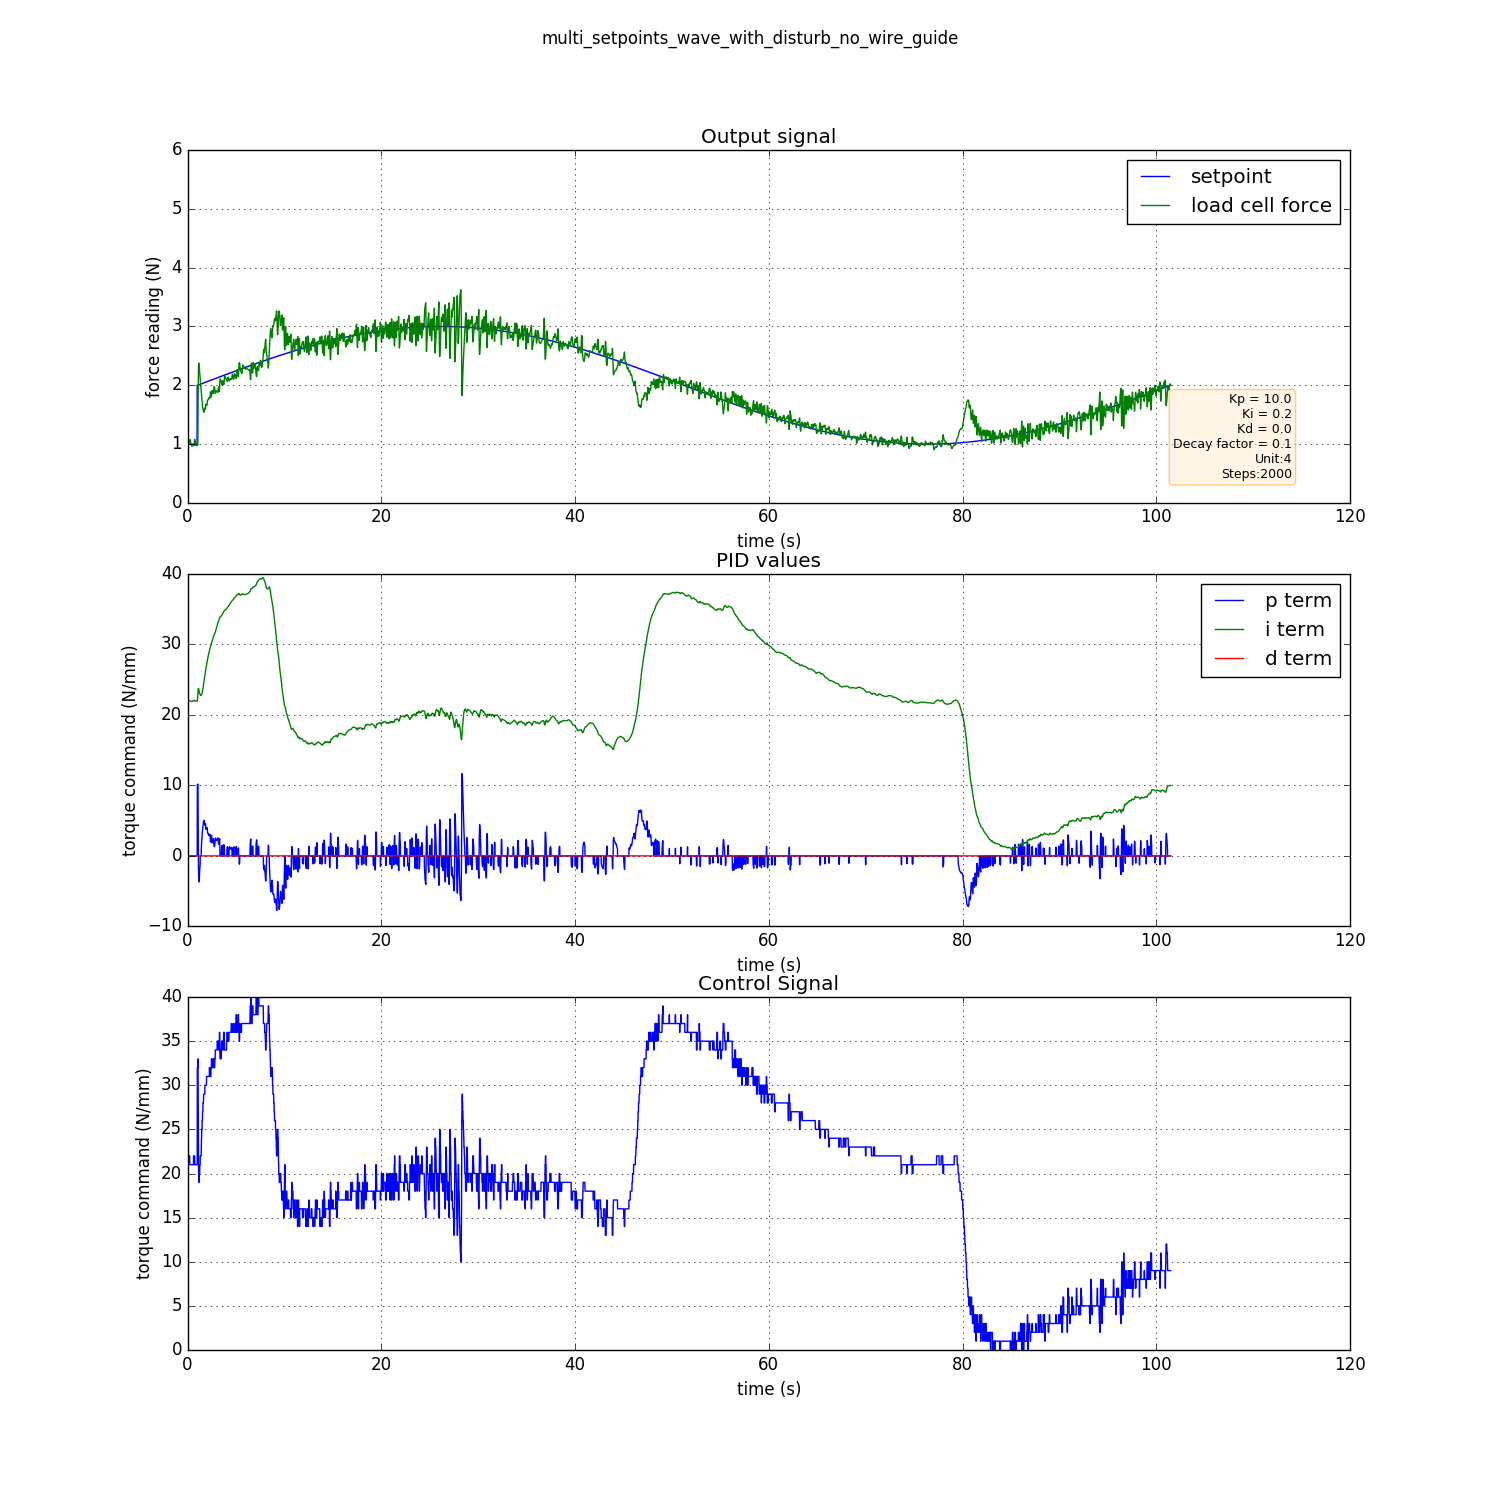 multi_setpoints_wave_with_disturb_no_wire_guide
Output signal
6
5
4
3
2
1
0
force reading (N)
setpoint
load cell force
Kp = 10.0
Ki = 0.2
Kd = 0.0
Decay factor = 0.1
Unit:4
Steps:2000
0 20 40 60 80 100 120
time (s)
PID values
40
30
20
10
0
−10
torque command (N/mm)
p term
i term
d term
0 20 40 60 80 100 120
time (s)
Control Signal
40
35
30
25
20
15
10
5
0
torque command (N/mm)
0 20 40 60 80 100 120
time (s)